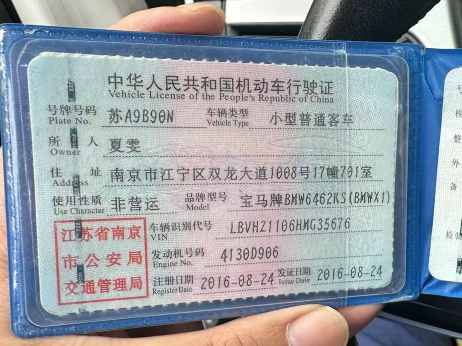 中华人民共和国机动车行驶证
Vehicle License of the People's Republic of China
号牌号码 Plate No. 苏A9B90N 车辆类型 Vehicle Type 小型普通客车
所有人 Owner 夏雯
住址 Address 南京市江宁区双龙大道1008号17幢701室
使用性质 Use Character 非营运 品牌型号 Model 宝马牌BMW6462KS(BMWX1)
江苏省南京市公安局交通管理局
车辆识别代号 VIN LBVHZ1106HMG35676
发动机号码 Engine No. 4130D906
注册日期 Register Date 2016-08-24 发证日期 Issue Date 2016-08-24